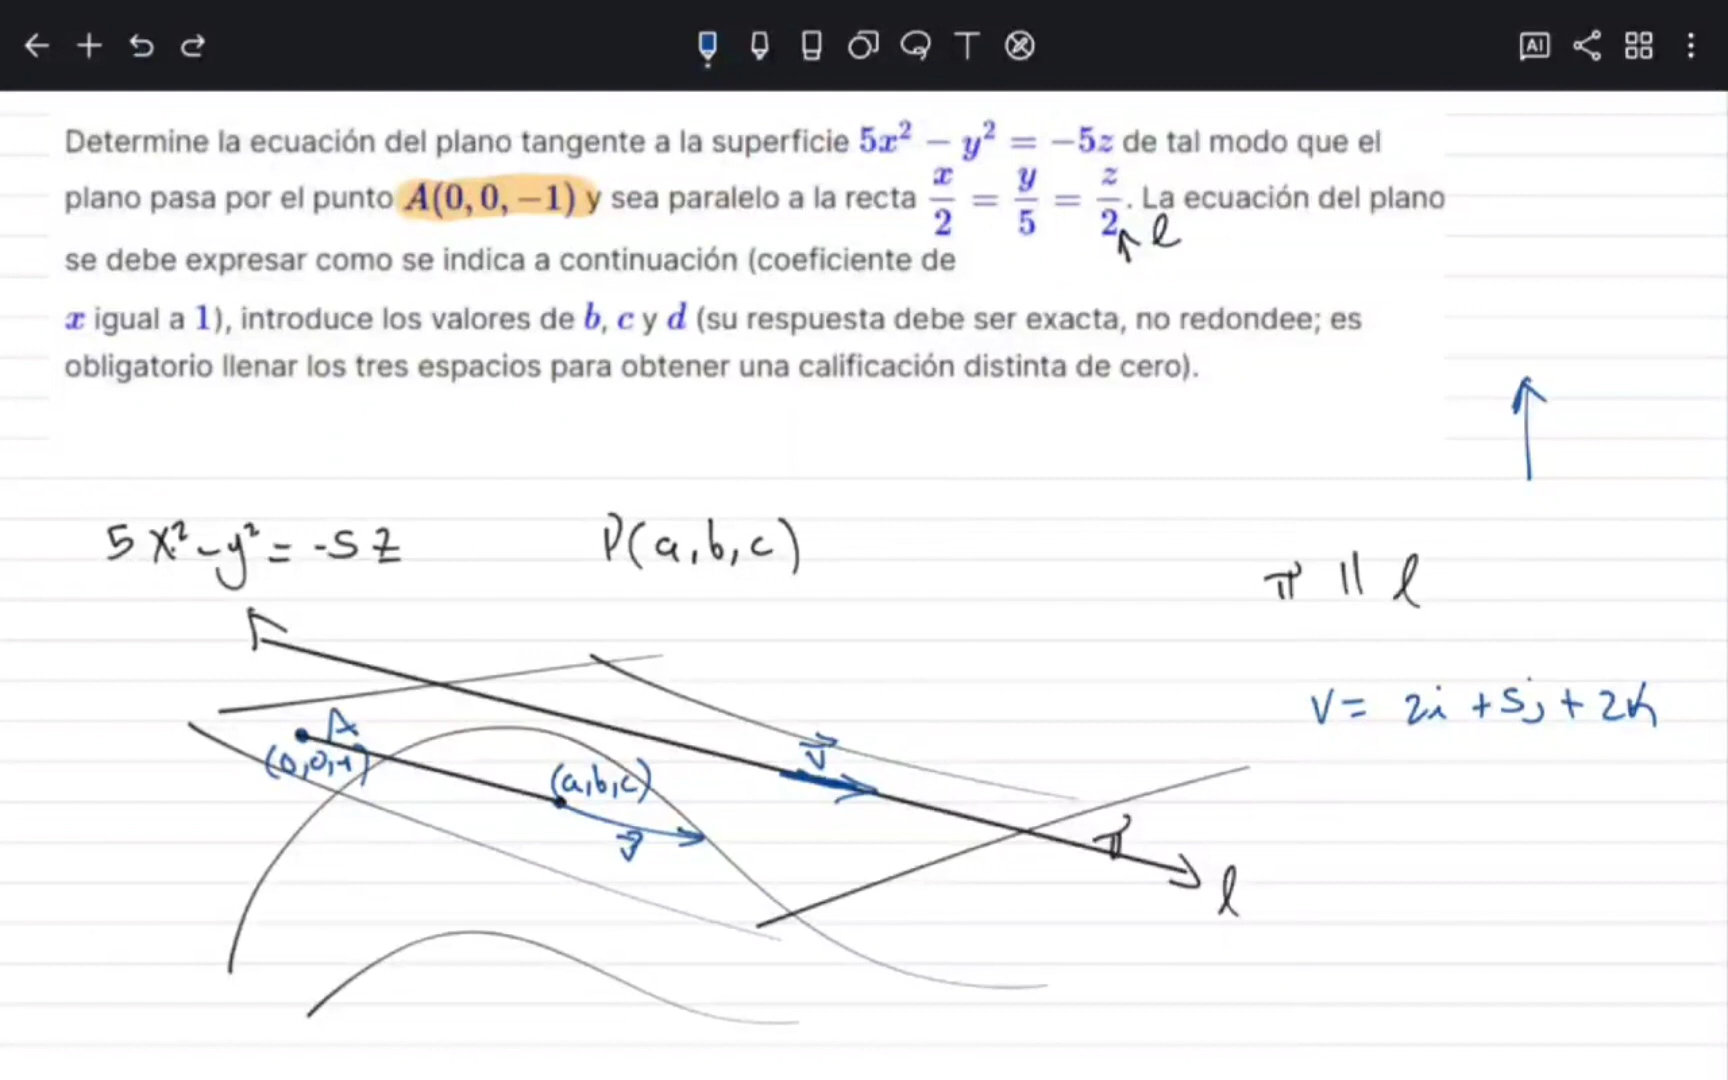 AI
T
Determine la ecuación del plano tangente a la superficie 5x² − y² = −5z de tal modo que el
plano pasa por el punto A(0, 0, −1) y sea paralelo a la recta x/2 = y/5 = z/2. La ecuación del plano
ℓ
se debe expresar como se indica a continuación (coeficiente de
x igual a 1), introduce los valores de b, c y d (su respuesta debe ser exacta, no redondee; es
obligatorio llenar los tres espacios para obtener una calificación distinta de cero).
5x² − y² = −5z P(a,b,c)
π || ℓ
V = 2i + 5j + 2k
A
(0,0,-1)
(a,b,c)
v
v
π
ℓ